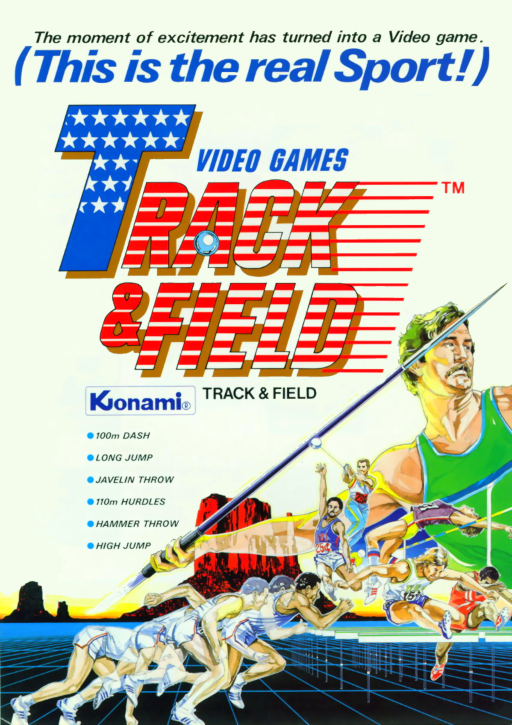 The moment of excitement has turned into a Video game.
(This is the real Sport!)
VIDEO GAMES
TRACK
& FIELD
TM
Konami®
TRACK & FIELD
100m DASH
LONG JUMP
JAVELIN THROW
110m HURDLES
HAMMER THROW
HIGH JUMP